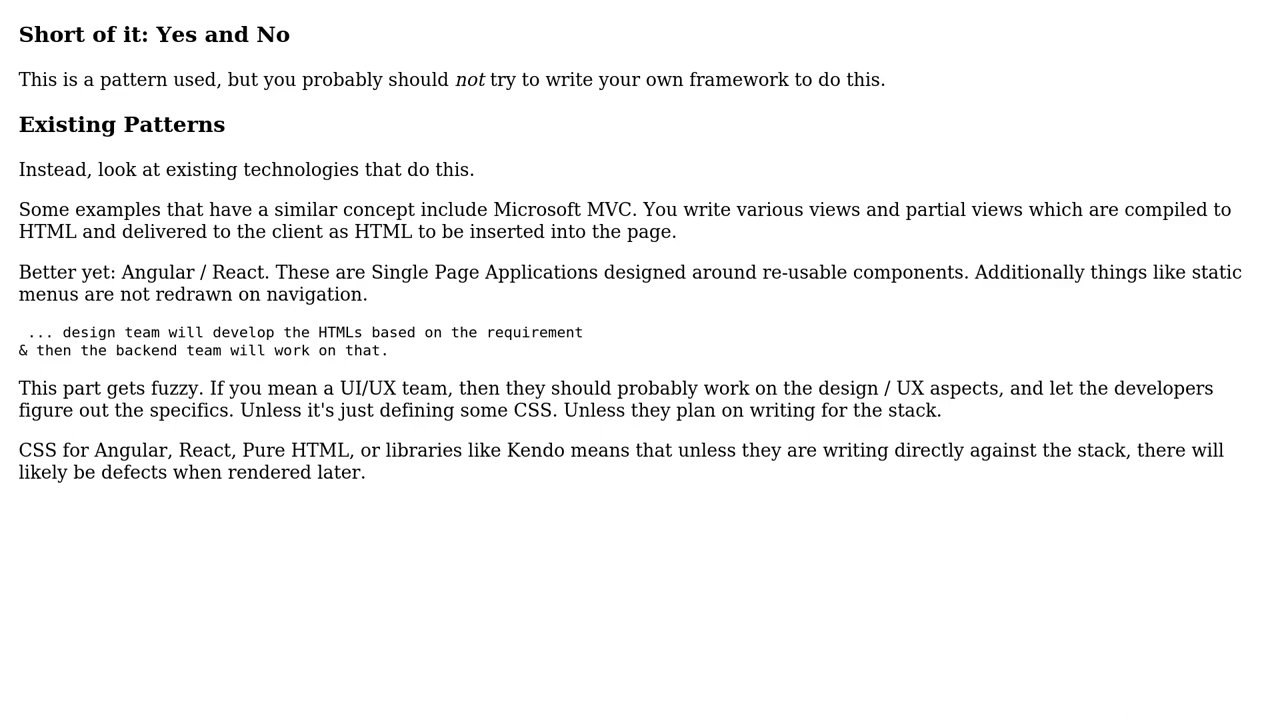 Short of it: Yes and No
This is a pattern used, but you probably should not try to write your own framework to do this.
Existing Patterns
Instead, look at existing technologies that do this.
Some examples that have a similar concept include Microsoft MVC. You write various views and partial views which are compiled to
HTML and delivered to the client as HTML to be inserted into the page.
Better yet: Angular / React. These are Single Page Applications designed around re-usable components. Additionally things like static
menus are not redrawn on navigation.
... design team will develop the HTMLs based on the requirement
& then the backend team will work on that.
This part gets fuzzy. If you mean a UI/UX team, then they should probably work on the design / UX aspects, and let the developers
figure out the specifics. Unless it's just defining some CSS. Unless they plan on writing for the stack.
CSS for Angular, React, Pure HTML, or libraries like Kendo means that unless they are writing directly against the stack, there will
likely be defects when rendered later.